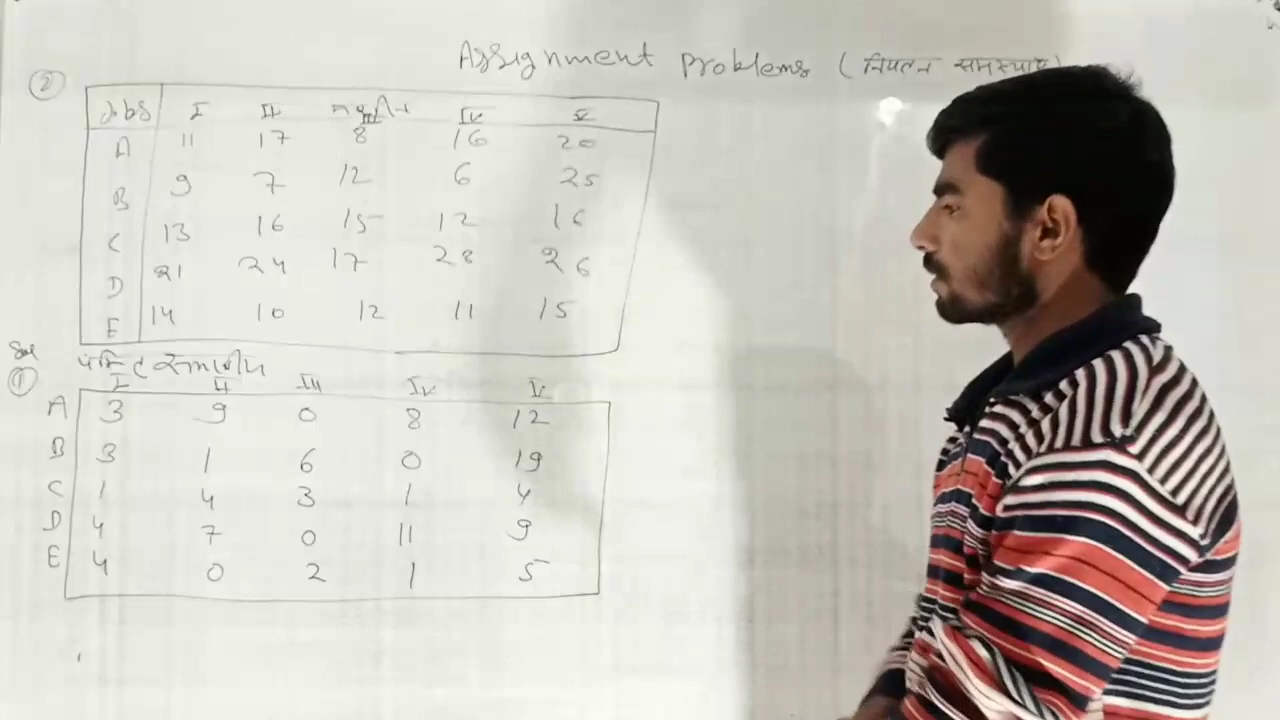 Assignment Problems (नियतन समस्याएं)
②
Jobs I II III IV V
A 11 17 8 16 20
B 9 7 12 6 25
C 13 16 15 12 16
D 21 24 17 28 26
E 14 10 12 11 15
Sol
①
I II III IV V
A 3 9 0 8 12
B 3 1 6 0 19
C 1 4 3 1 4
D 4 7 0 11 9
E 4 0 2 1 5